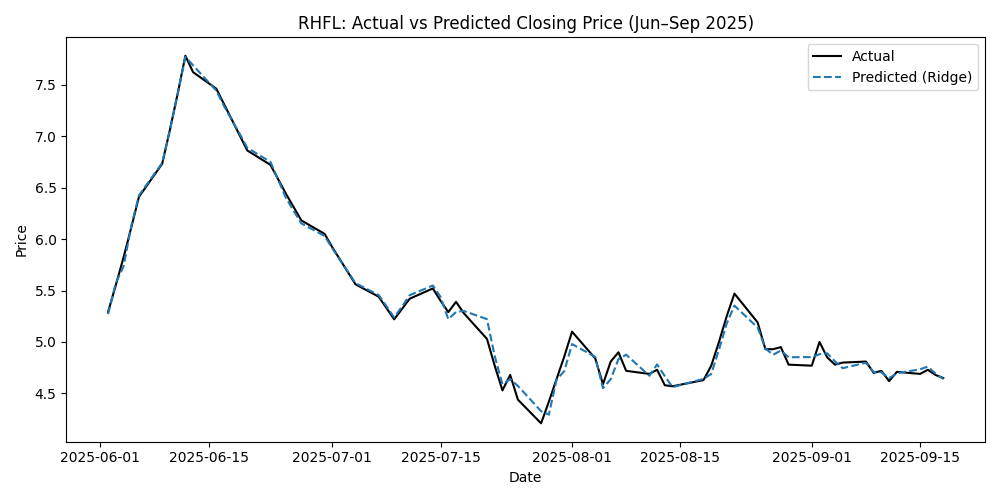 RHFL: Actual vs Predicted Closing Price (Jun–Sep 2025)
Actual
Predicted (Ridge)
Price
7.5
7.0
6.5
6.0
5.5
5.0
4.5
2025-06-01 2025-06-15 2025-07-01 2025-07-15 2025-08-01 2025-08-15 2025-09-01 2025-09-15
Date